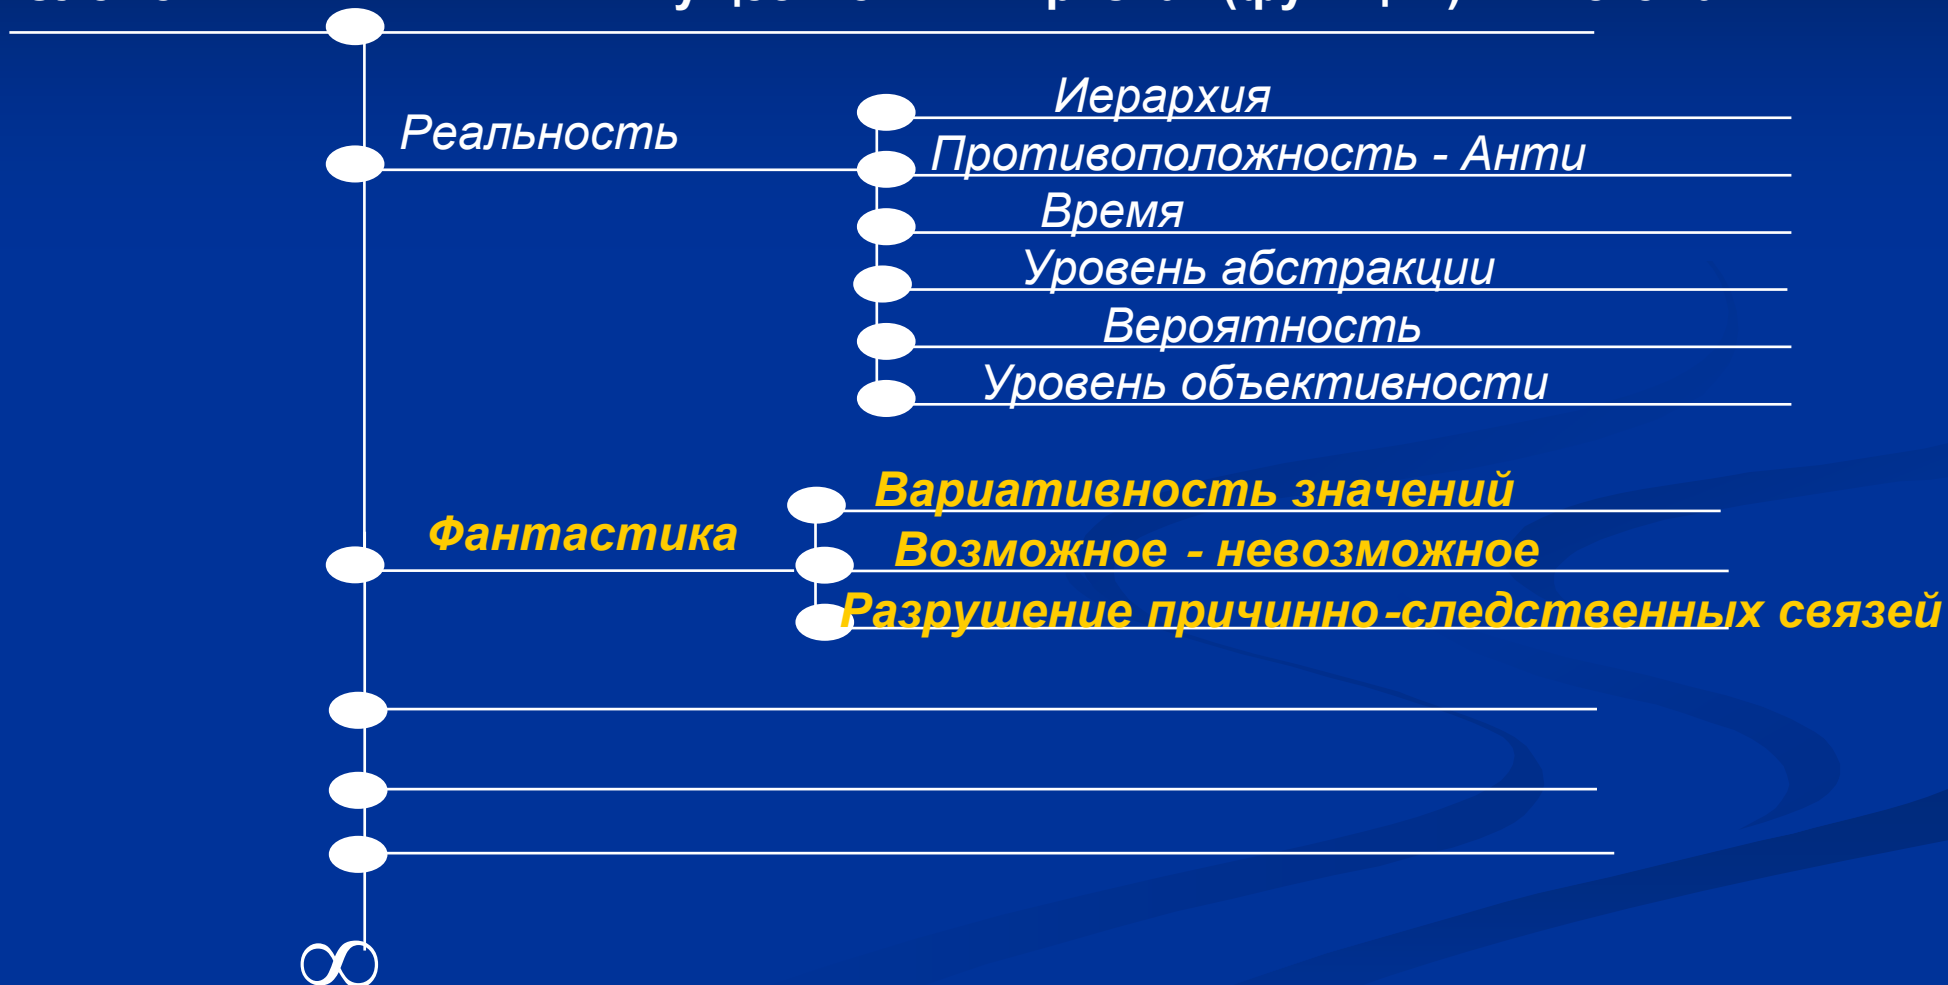 (функция)
Иерархия
Реальность
Противоположность - Анти
Время
Уровень абстракции
Вероятность
Уровень объективности
Вариативность значений
Фантастика
Возможное - невозможное
Разрушение причинно-следственных связей
∞